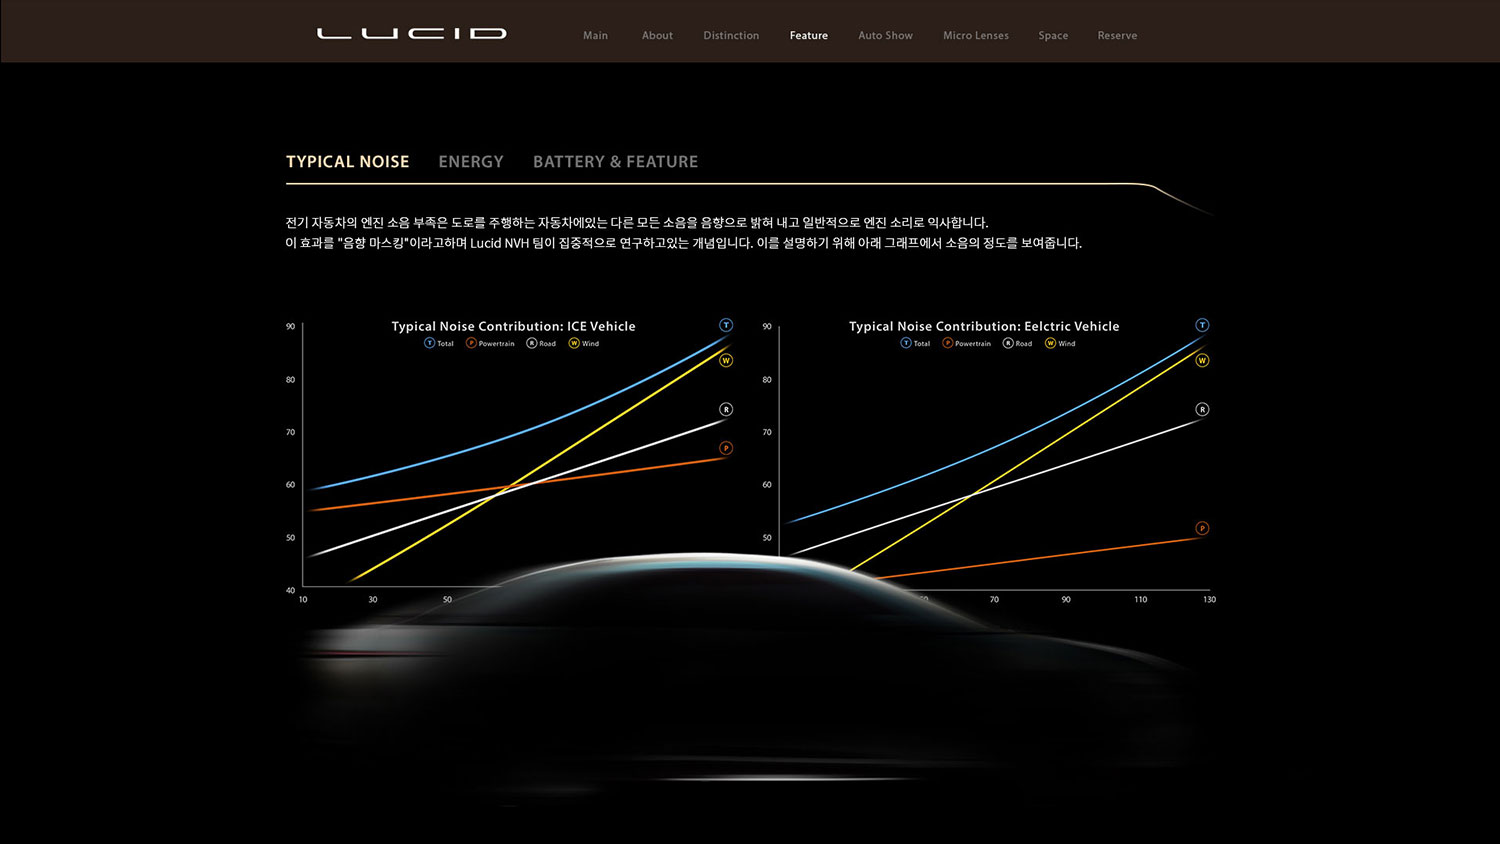 LUCID
Main About Distinction Feature Auto Show Micro Lenses Space Reserve
TYPICAL NOISE ENERGY BATTERY & FEATURE
전기 자동차의 엔진 소음 부족은 도로를 주행하는 자동차에있는 다른 모든 소음을 음향으로 밝혀 내고 일반적으로 엔진 소리로 익사합니다.
이 효과를 "음향 마스킹"이라고하며 Lucid NVH 팀이 집중적으로 연구하고있는 개념입니다. 이를 설명하기 위해 아래 그래프에서 소음의 정도를 보여줍니다.
Typical Noise Contribution: ICE Vehicle
T Total P Powertrain R Road W Wind
90
80
70
60
50
40
T
W
R
P
10 30 50
Typical Noise Contribution: Eelctric Vehicle
T Total P Powertrain R Road W Wind
90
80
70
60
50
T
W
R
P
70 90 110 130